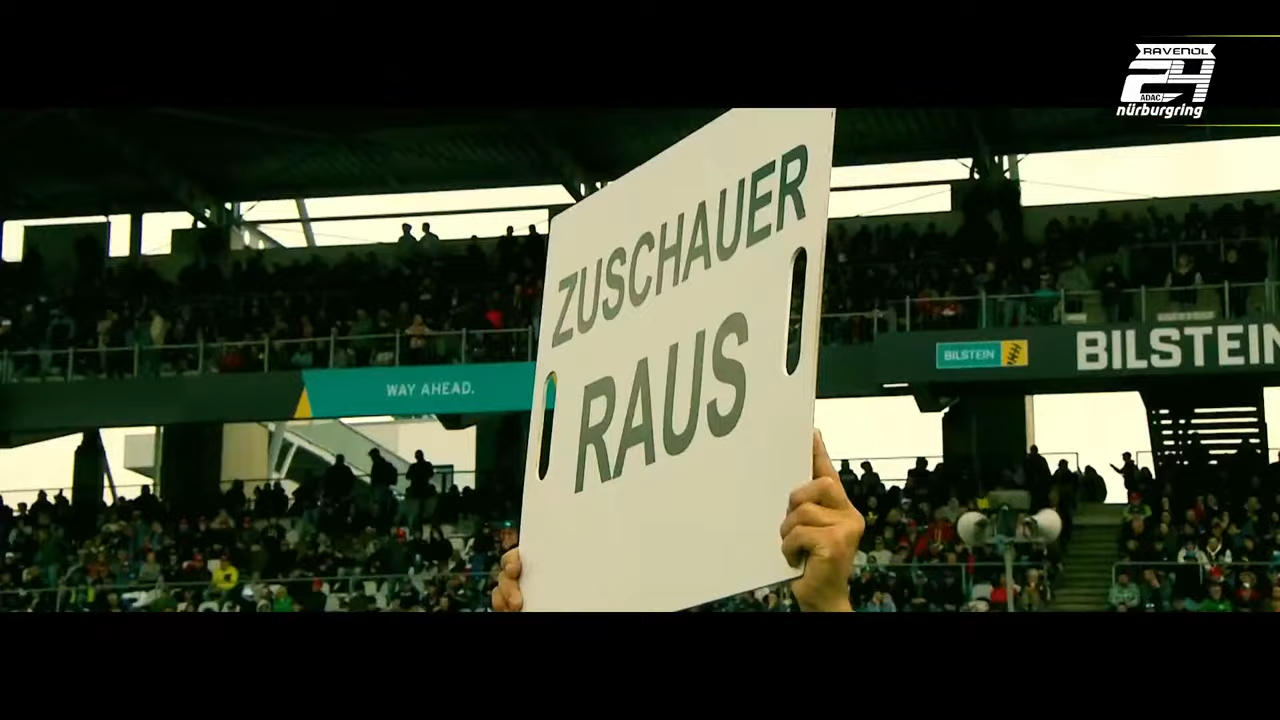 RAVENOL
24
ADAC
nürburgring
ZUSCHAUER
RAUS
BILSTEIN
BILSTEIN
WAY AHEAD.